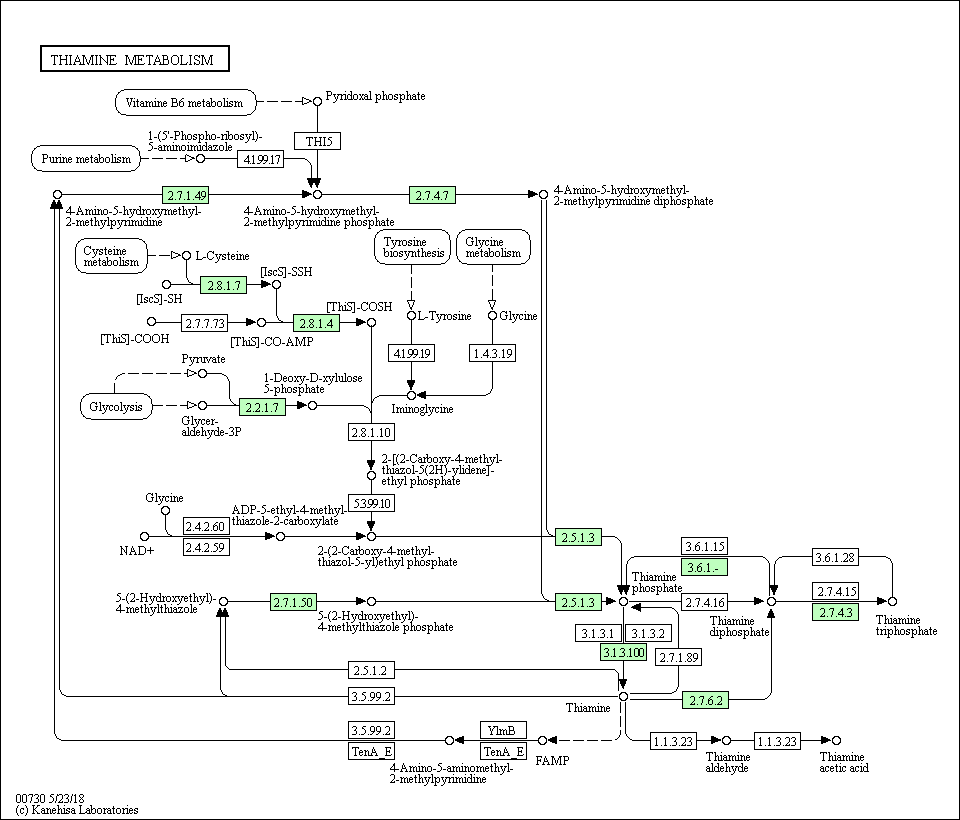 THIAMINE METABOLISM
Vitamine B6 metabolism
Pyridoxal phosphate
1-(5'-Phospho-ribosyl)-
5-aminoimidazole
THI5
Purine metabolism
4.1.99.17
2.7.1.49
2.7.4.7
4-Amino-5-hydroxymethyl-
2-methylpyrimidine diphosphate
4-Amino-5-hydroxymethyl-
2-methylpyrimidine
4-Amino-5-hydroxymethyl-
2-methylpyrimidine phosphate
Cysteine
metabolism
L-Cysteine
Tyrosine
biosynthesis
Glycine
metabolism
[IscS]-SSH
2.8.1.7
[IscS]-SH
[ThiS]-COSH
L-Tyrosine
Glycine
2.7.7.73
2.8.1.4
[ThiS]-COOH
[ThiS]-CO-AMP
4.1.99.19
1.4.3.19
Pyruvate
1-Deoxy-D-xylulose
5-phosphate
Glycolysis
2.2.1.7
Iminoglycine
Glycer-
aldehyde-3P
2.8.1.10
2-[(2-Carboxy-4-methyl-
thiazol-5(2H)-ylidene]-
ethyl phosphate
Glycine
5.3.99.10
ADP-5-ethyl-4-methyl-
thiazole-2-carboxylate
2.4.2.60
2.4.2.59
NAD+
2-(2-Carboxy-4-methyl-
thiazol-5-yl)ethyl phosphate
2.5.1.3
3.6.1.15
3.6.1.-
3.6.1.28
Thiamine
phosphate
5-(2-Hydroxyethyl)-
4-methylthiazole
2.7.1.50
5-(2-Hydroxyethyl)-
4-methylthiazole phosphate
2.5.1.3
2.7.4.16
2.7.4.15
2.7.4.3
Thiamine
diphosphate
Thiamine
triphosphate
3.1.3.1
3.1.3.2
3.1.3.100
2.7.1.89
2.5.1.2
3.5.99.2
Thiamine
2.7.6.2
3.5.99.2
TenA_E
YlmB
TenA_E
FAMP
4-Amino-5-aminomethyl-
2-methylpyrimidine
1.1.3.23
1.1.3.23
Thiamine
aldehyde
Thiamine
acetic acid
00730 5/23/18
(c) Kanehisa Laboratories